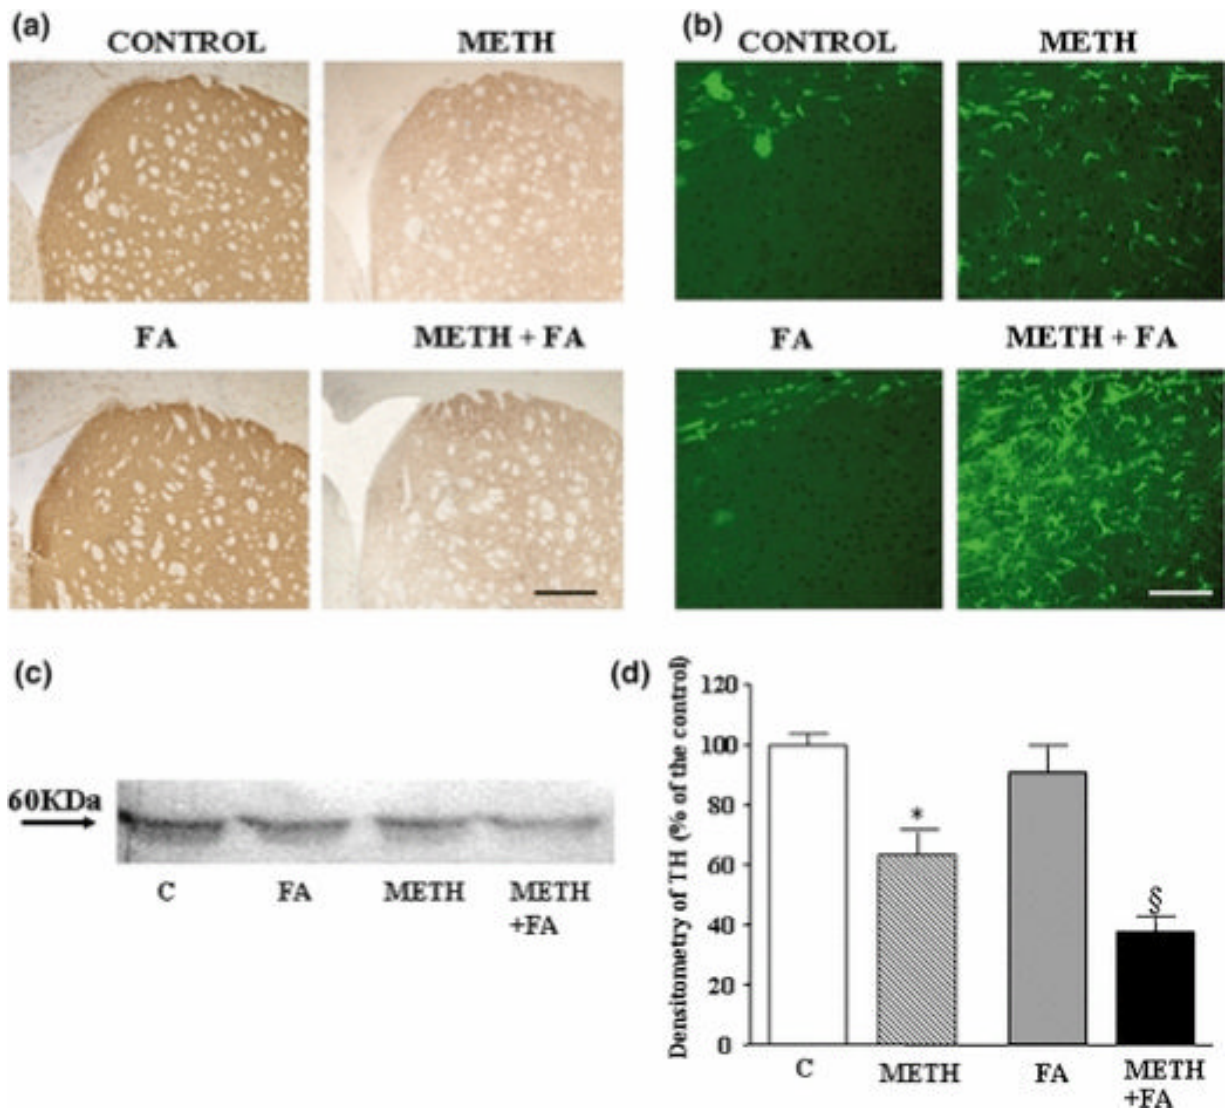 (a)
CONTROL METH
FA METH + FA
(b)
CONTROL METH
FA METH + FA
(c)
60KDa
C FA METH METH
+FA
(d)
Densitometry of TH (% of the control)
120
100
80
60
40
20
0
*
§
C METH FA METH
+FA